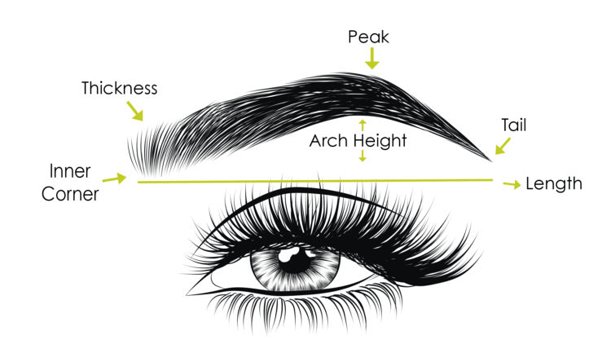 Peak
Thickness
Tail
Arch Height
Inner
Corner
Length